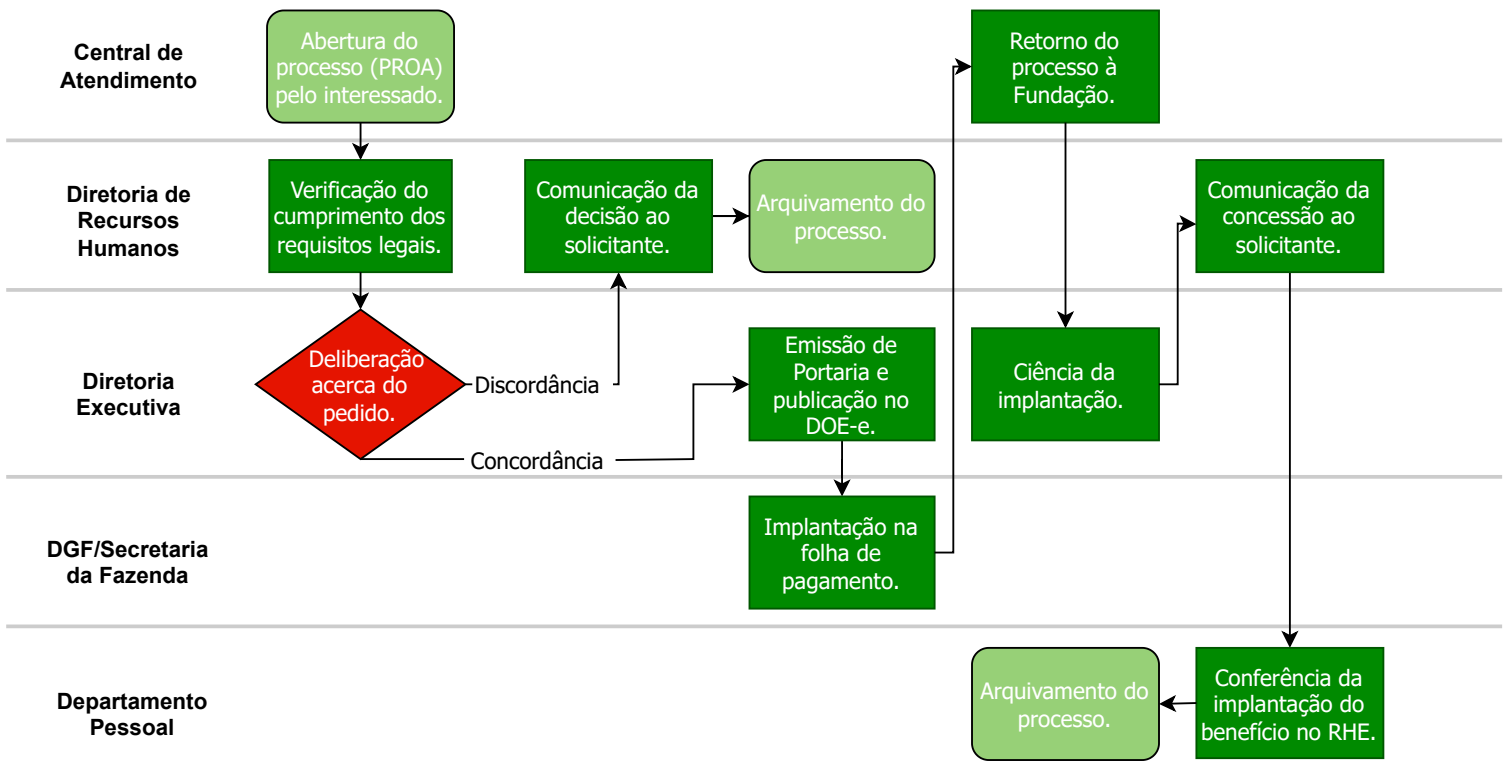 Central de
Atendimento
Abertura do
processo (PROA)
pelo interessado.
Retorno do
processo à
Fundação.
Diretoria de
Recursos
Humanos
Verificação do
cumprimento dos
requisitos legais.
Comunicação da
decisão ao
solicitante.
Arquivamento do
processo.
Comunicação da
concessão ao
solicitante.
Diretoria
Executiva
Deliberação
acerca do
pedido.
Discordância
Concordância
Emissão de
Portaria e
publicação no
DOE-e.
Ciência da
implantação.
DGF/Secretaria
da Fazenda
Implantação na
folha de
pagamento.
Departamento
Pessoal
Arquivamento do
processo.
Conferência da
implantação do
benefício no RHE.